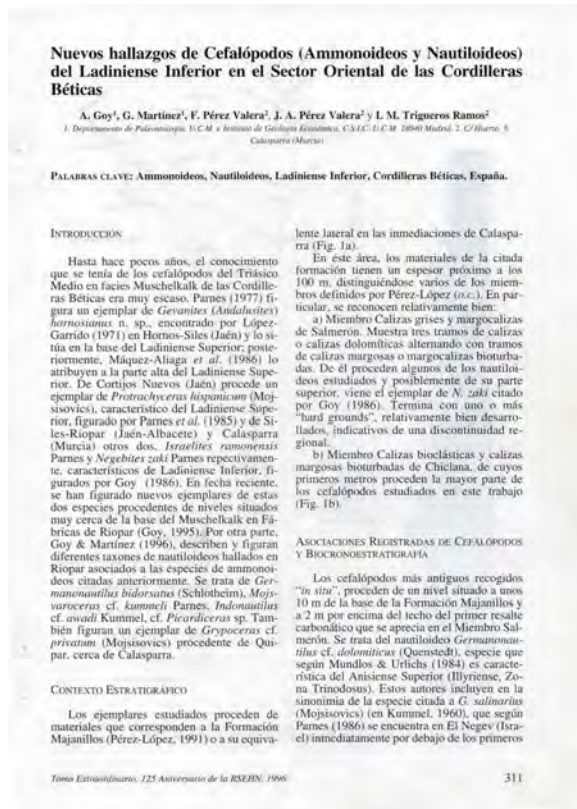 Nuevos hallazgos de Cefalópodos (Ammonoideos y Nautiloideos)
del Ladiniense Inferior en el Sector Oriental de las Cordilleras
Béticas
A. Goy¹, G. Martínez¹, F. Pérez Valera², J. A. Pérez Valera² y I. M. Trigueros Ramos²
1. Departamento de Paleontología, U.C.M. e Instituto de Geología Económica, C.S.I.C.-U.C.M. 28040 Madrid. 2. C/ Huerto, 5.
Calasparra (Murcia)
PALABRAS CLAVE: Ammonoideos, Nautiloideos, Ladiniense Inferior, Cordilleras Béticas, España.
INTRODUCCIÓN
Hasta hace pocos años, el conocimiento
que se tenía de los cefalópodos del Triásico
Medio en facies Muschelkalk de las Cordille-
ras Béticas era muy escaso. Parnes (1977) fi-
gura un ejemplar de Gevanites (Andalusites)
hornosianus n. sp., encontrado por López-
Garrido (1971) en Hornos-Siles (Jaén) y lo si-
túa en la base del Ladiniense Superior; poste-
riormente, Máquez-Aliaga et al. (1986) lo
atribuyen a la parte alta del Ladiniense Supe-
rior. De Cortijos Nuevos (Jaén) procede un
ejemplar de Protrachyceras hispanicum (Moj-
sisovics), característico del Ladiniense Supe-
rior, figurado por Parnes et al. (1985) y de Si-
les-Riopar (Jaén-Albacete) y Calasparra
(Murcia) otros dos, Israelites ramonensis
Parnes y Negebites zaki Parnes repectivamen-
te, característicos de Ladiniense Inferior, fi-
gurados por Goy (1986). En fecha reciente,
se han figurado nuevos ejemplares de estas
dos especies procedentes de niveles situados
muy cerca de la base del Muschelkalk en Fá-
bricas de Riopar (Goy, 1995). Por otra parte,
Goy & Martínez (1996), describen y figuran
diferentes taxones de nautiloideos hallados en
Riopar asociados a las especies de ammonoi-
deos citadas anteriormente. Se trata de Ger-
manonautilus bidorsatus (Schlotheim), Mojs-
varoceras cf. kummeli Parnes, Indonautilus
cf. awadi Kummel, cf. Picardiceras sp. Tam-
bién figuran un ejemplar de Grypoceras cf.
privatum (Mojsisovics) procedente de Qui-
par, cerca de Calasparra.
CONTEXTO ESTRATIGRÁFICO
Los ejemplares estudiados proceden de
materiales que corresponden a la Formación
Majanillos (Pérez-López, 1991) o a su equiva-
lente lateral en las inmediaciones de Calaspa-
rra (Fig. 1a).
En éste área, los materiales de la citada
formación tienen un espesor próximo a los
100 m, distinguiéndose varios de los miem-
bros definidos por Pérez-López (o.c.). En par-
ticular, se reconocen relativamente bien:
a) Miembro Calizas grises y margocalizas
de Salmerón. Muestra tres tramos de calizas
o calizas dolomíticas alternando con tramos
de calizas margosas o margocalizas bioturba-
das. De él proceden algunos de los nautiloi-
deos estudiados y posiblemente de su parte
superior, viene el ejemplar de N. zaki citado
por Goy (1986). Termina con uno o más
"hard grounds", relativamente bien desarro-
llados, indicativos de una discontinuidad re-
gional.
b) Miembro Calizas bioclásticas y calizas
margosas bioturbadas de Chiclana, de cuyos
primeros metros proceden la mayor parte de
los cefalópodos estudiados en este trabajo
(Fig. 1b).
ASOCIACIONES REGISTRADAS DE CEFALÓPODOS
Y BIOCRONOESTRATIGRAFÍA
Los cefalópodos más antiguos recogidos
"in situ", proceden de un nivel situado a unos
10 m de la base de la Formación Majanillos y
a 2 m por encima del techo del primer resalte
carbonático que se aprecia en el Miembro Sal-
merón. Se trata del nautiloideo Germanonau-
tilus cf. dolomiticus (Quenstedt), especie que
según Mundlos & Urlichs (1984) es caracte-
rística del Anisiense Superior (Illyriense, Zo-
na Trinodosus). Estos autores incluyen en la
sinonimia de la especie citada a G. salinarius
(Mojsisovics) (en Kummel, 1960), que según
Parnes (1986) se encuentra en El Negev (Isra-
el) inmediatamente por debajo de los primeros
Tomo Extraordinario, 125 Aniversario de la RSEHN, 1996
311